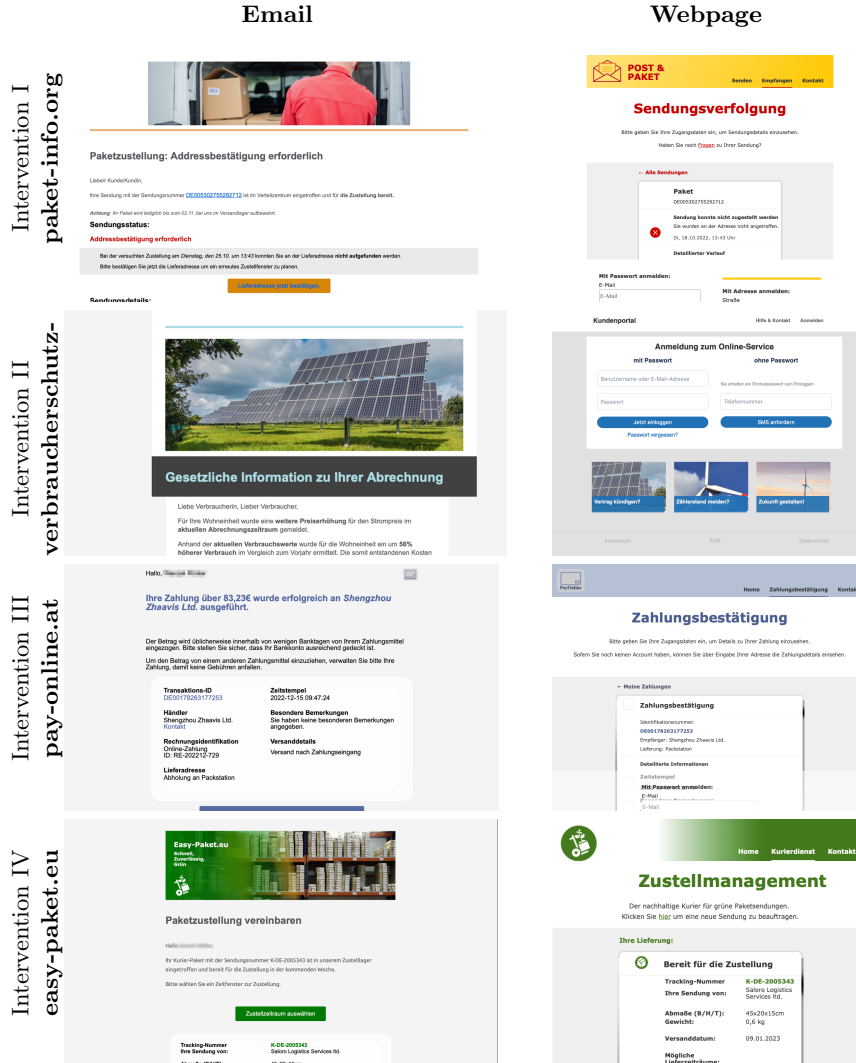 Email
Webpage
Intervention I
paket-info.org
Paketzustellung: Addressbestätigung erforderlich
Liebe/r Kunde/Kundin,
Ihre Sendung mit der Sendungsnummer DE005302755292712 ist im Verteilzentrum eingetroffen und für die Zustellung bereit.
Achtung: Ihr Paket wird lediglich bis zum 02.11. bei uns im Versandlager aufbewahrt.
Sendungsstatus:
Addressbestätigung erforderlich
Bei der versuchten Zustellung am Dienstag, den 25.10. um 13:43 konnten Sie an der Lieferadresse nicht aufgefunden werden.
Bitte bestätigen Sie jetzt die Lieferadresse um ein erneutes Zustellfenster zu planen.
Lieferadresse jetzt bestätigen.
Sendungsdetails:
POST &
PAKET
Senden Empfangen Kontakt
Sendungsverfolgung
Bitte geben Sie Ihre Zugangsdaten ein, um Sendungsdetails einzusehen.
Haben Sie noch Fragen zu Ihrer Sendung?
← Alle Sendungen
Paket
DE005302755292712
Sendung konnte nicht zugestellt werden
Sie wurden an der Adresse nicht angetroffen.
Di, 18.10.2022, 13:43 Uhr
Detaillierter Verlauf
Mit Passwort anmelden:
E-Mail
E-Mail
Mit Adresse anmelden:
Straße
Intervention II
verbraucherschutz-
Gesetzliche Information zu Ihrer Abrechnung
Liebe Verbraucherin, Lieber Verbraucher,
Für Ihre Wohneinheit wurde eine weitere Preiserhöhung für den Strompreis im
aktuellen Abrechnungszeitraum gemeldet.
Anhand der aktuellen Verbrauchswerte wurde für die Wohneinheit ein um 56%
höherer Verbrauch im Vergleich zum Vorjahr ermittelt. Die somit entstandenen Kosten
Kundenportal
Hilfe & Kontakt Anmelden
Anmeldung zum Online-Service
mit Passwort
ohne Passwort
Benutzername oder E-Mail-Adresse
Sie erhalten ein Einmalpasswort zum Einloggen.
Passwort
Telefonnummer
Jetzt einloggen
SMS anfordern
Passwort vergessen?
Vertrag kündigen?
Zählerstand melden?
Zukunft gestalten!
Impressum
AGB
Datenschutz
Intervention III
pay-online.at
Hallo,
Ihre Zahlung über 83,23€ wurde erfolgreich an Shengzhou
Zhaavis Ltd. ausgeführt.
Der Betrag wird üblicherweise innerhalb von wenigen Banktagen von Ihrem Zahlungsmittel
eingezogen. Bitte stellen Sie sicher, dass Ihr Bankkonto ausreichend gedeckt ist.
Um den Betrag von einem anderen Zahlungsmittel einzuziehen, verwalten Sie bitte Ihre
Zahlung, damit keine Gebühren anfallen.
Transaktions-ID
DE00178263177253
Zeitstempel
2022-12-15 09:47:24
Händler
Shengzhou Zhaavis Ltd.
Kontakt
Besondere Bemerkungen
Sie haben keine besonderen Bemerkungen
angegeben.
Rechnungsidentifikation
Online-Zahlung
ID: RE-202212-729
Versanddetails
Versand nach Zahlungseingang
Lieferadresse
Abholung an Packstation
PayOnline
Home Zahlungsbestätigung Kontakt
Zahlungsbestätigung
Bitte geben Sie Ihre Zugangsdaten ein, um Details zu Ihrer Zahlung einzusehen.
Sofern Sie noch keinen Account haben, können Sie über Eingabe Ihrer Adresse die Zahlungsdetails einsehen.
← Meine Zahlungen
Zahlungsbestätigung
Identifikationsnummer:
DE00178263177253
Empfänger: Shengzhou Zhaavis Ltd.
Lieferung: Packstation
Detaillierte Informationen
Zeitstempel
Mit Passwort anmelden:
E-Mail
E-Mail
Intervention IV
easy-paket.eu
Easy-Paket.eu
Schnell,
Zuverlässig,
Grün
Paketzustellung vereinbaren
Hallo
Ihr Kurier-Paket mit der Sendungsnummer K-DE-2005343 ist in unserem Zustelllager
eingetroffen und bereit für die Zustellung in der kommenden Woche.
Bitte wählen Sie ein Zeitfenster zur Zustellung.
Zustellzeitraum auswählen
Tracking-Nummer K-DE-2005343
Ihre Sendung von: Saloro Logistics Services ltd.
Home Kurierdienst Kontakt
Zustellmanagement
Der nachhaltige Kurier für grüne Paketsendungen.
Klicken Sie hier um eine neue Sendung zu beauftragen.
Ihre Lieferung:
Bereit für die Zustellung
Tracking-Nummer K-DE-2005343
Ihre Sendung von: Saloro Logistics
Services ltd.
Abmaße (B/H/T): 45x20x15cm
Gewicht: 0,6 kg
Versanddatum: 09.01.2023
Mögliche
Lieferzeiträume: